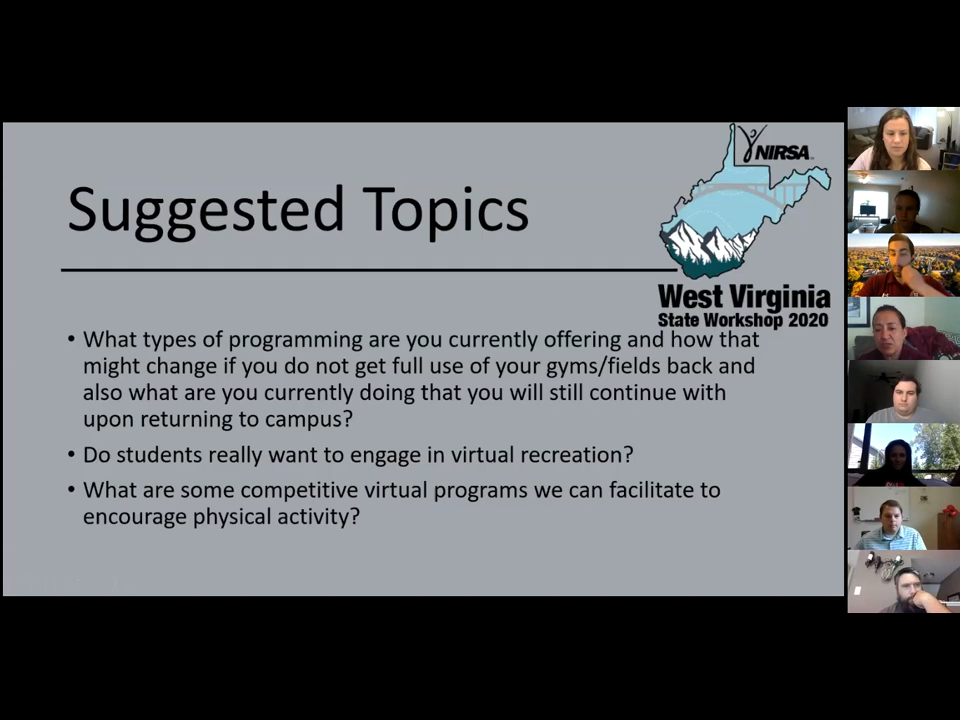 NIRSA
Suggested Topics
West Virginia
State Workshop 2020
• What types of programming are you currently offering and how that
might change if you do not get full use of your gyms/fields back and
also what are you currently doing that you will still continue with
upon returning to campus?
• Do students really want to engage in virtual recreation?
• What are some competitive virtual programs we can facilitate to
encourage physical activity?